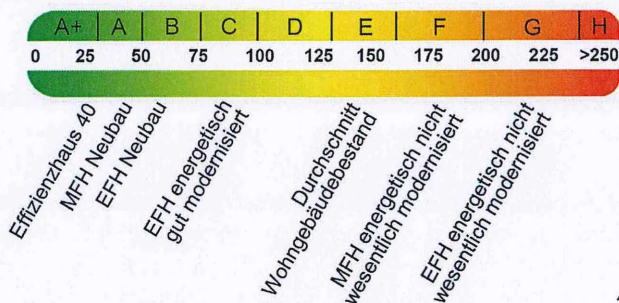 A+ A B C D E F G H
0 25 50 75 100 125 150 175 200 225 >250
Effizienzhaus 40
MFH Neubau
EFH Neubau
EFH energetisch
gut modernisiert
Durchschnitt
Wohngebäudebestand
MFH energetisch nicht
wesentlich modernisiert
EFH energetisch nicht
wesentlich modernisiert